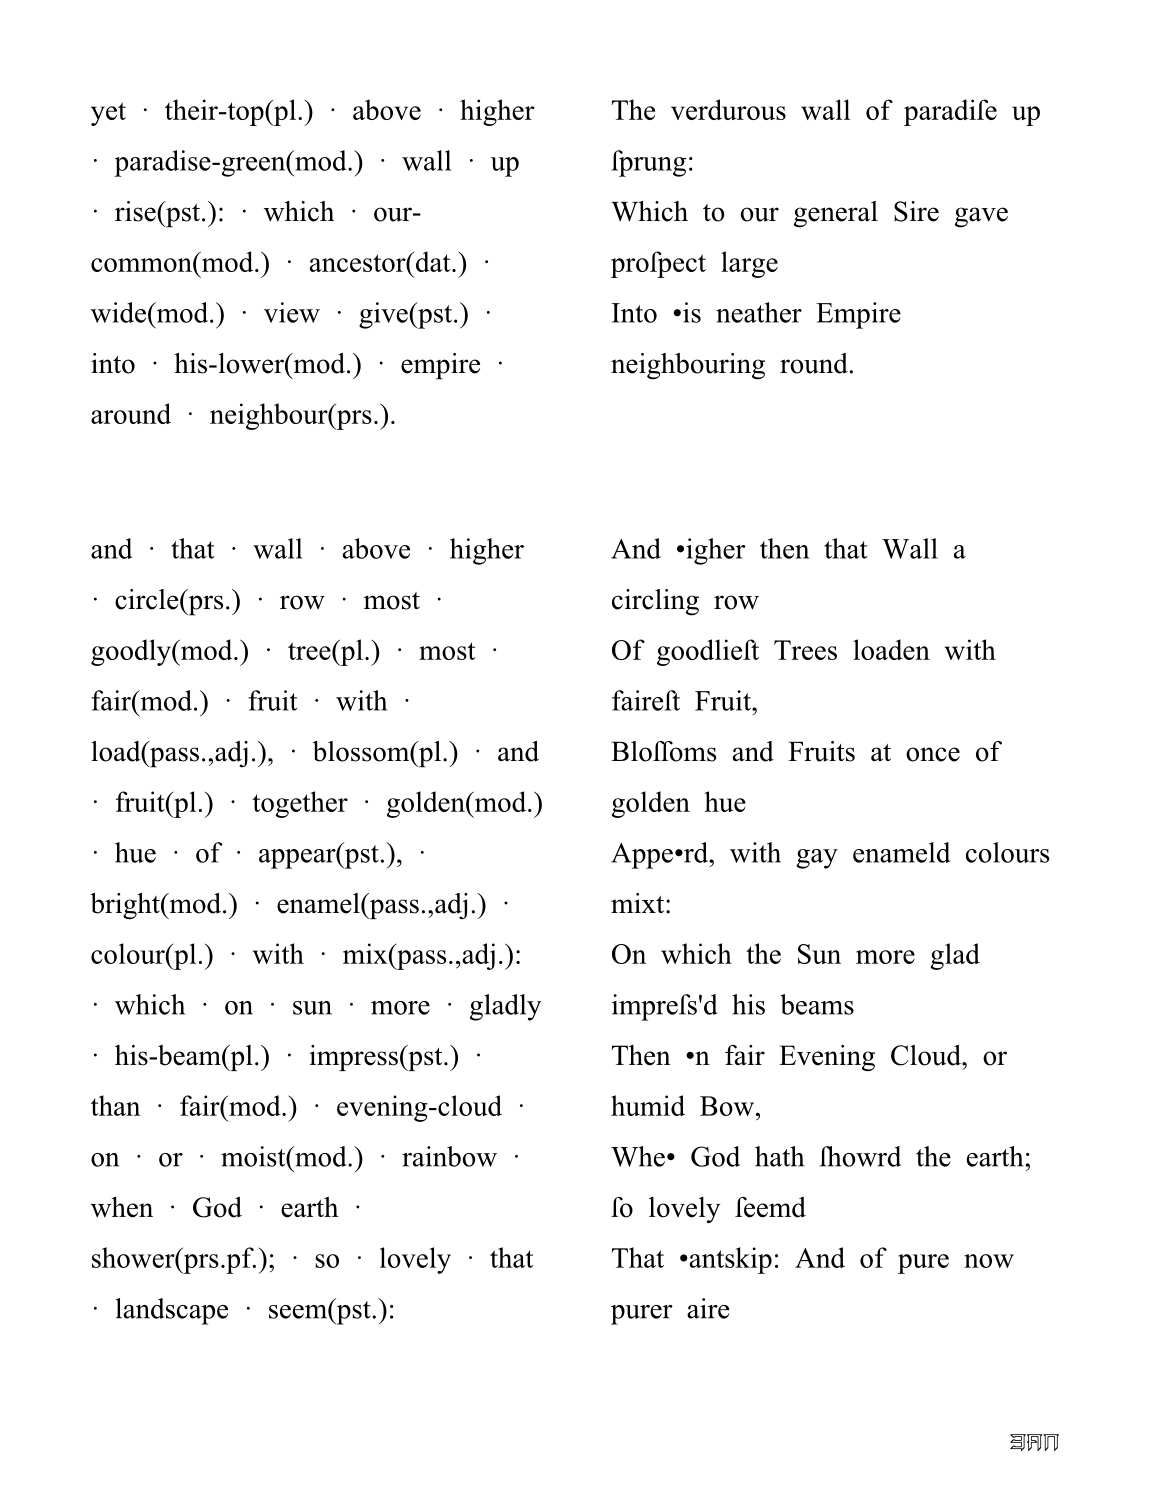 yet · their-top(pl.) · above · higher
· paradise-green(mod.) · wall · up
· rise(pst.): · which · our-
common(mod.) · ancestor(dat.) ·
wide(mod.) · view · give(pst.) ·
into · his-lower(mod.) · empire ·
around · neighbour(prs.).
The verdurous wall of paradiſe up
ſprung:
Which to our general Sire gave
proſpect large
Into •is neather Empire
neighbouring round.
and · that · wall · above · higher
· circle(prs.) · row · most ·
goodly(mod.) · tree(pl.) · most ·
fair(mod.) · fruit · with ·
load(pass.,adj.), · blossom(pl.) · and
· fruit(pl.) · together · golden(mod.)
· hue · of · appear(pst.), ·
bright(mod.) · enamel(pass.,adj.) ·
colour(pl.) · with · mix(pass.,adj.):
· which · on · sun · more · gladly
· his-beam(pl.) · impress(pst.) ·
than · fair(mod.) · evening-cloud ·
on · or · moist(mod.) · rainbow ·
when · God · earth ·
shower(prs.pf.); · so · lovely · that
· landscape · seem(pst.):
And •igher then that Wall a
circling row
Of goodlieſt Trees loaden with
faireſt Fruit,
Bloſſoms and Fruits at once of
golden hue
Appe•rd, with gay enameld colours
mixt:
On which the Sun more glad
impreſs'd his beams
Then •n fair Evening Cloud, or
humid Bow,
Whe• God hath ſhowrd the earth;
ſo lovely ſeemd
That •antskip: And of pure now
purer aire